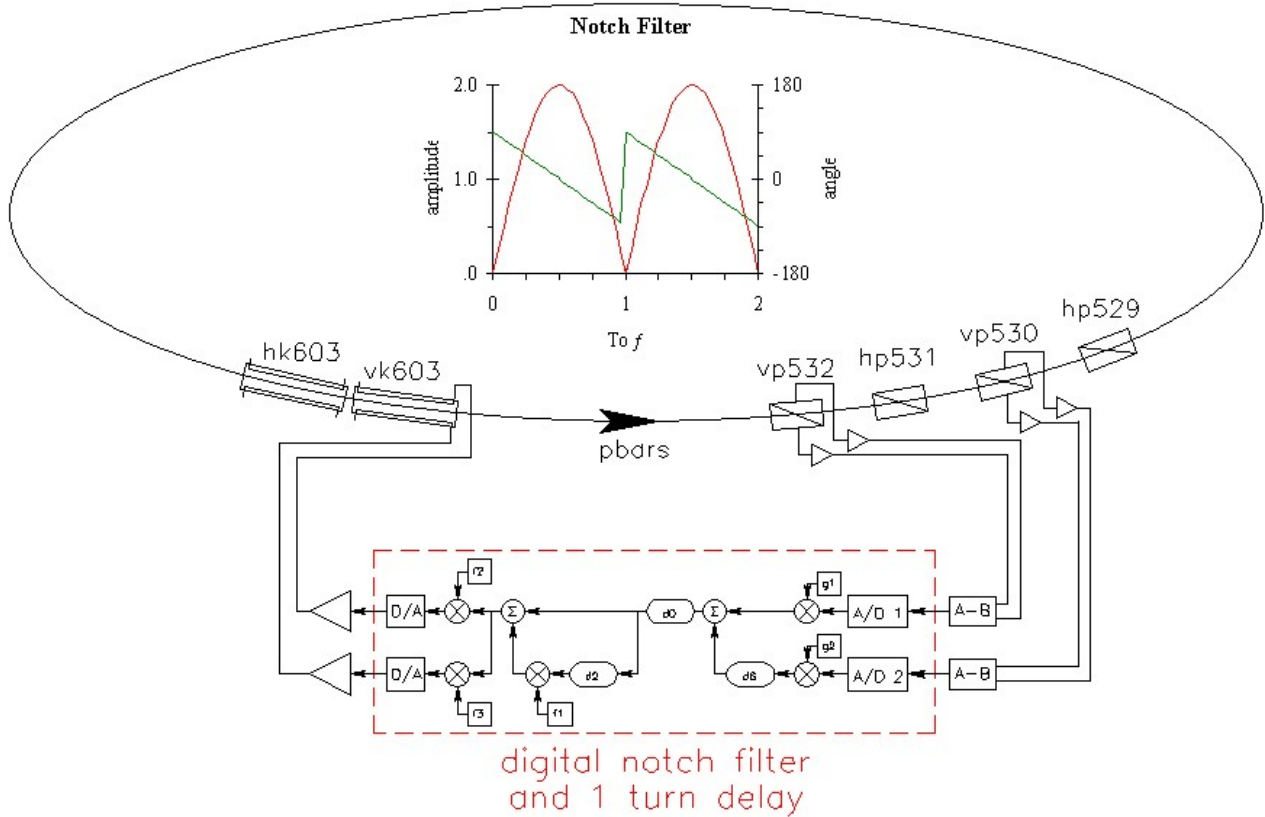 Notch Filter
2.0
180
amplitude
1.0
0
angle
.0
-180
0
1
2
To f
hk603
vk603
vp532
hp531
vp530
hp529
pbars
f2
g1
D/A
Σ
d0
Σ
A/D 1
A-B
g2
D/A
d2
d6
A/D 2
A-B
f3
f1
digital notch filter
and 1 turn delay